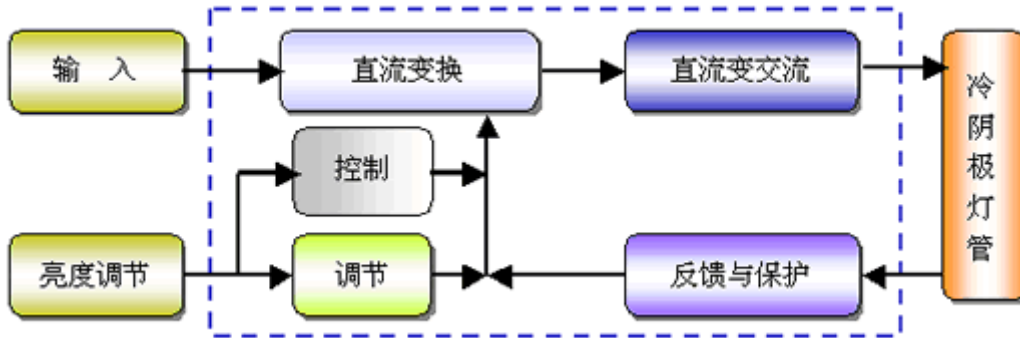 输 入
直流变换
直流变交流
冷阴极灯管
控制
亮度调节
调节
反馈与保护